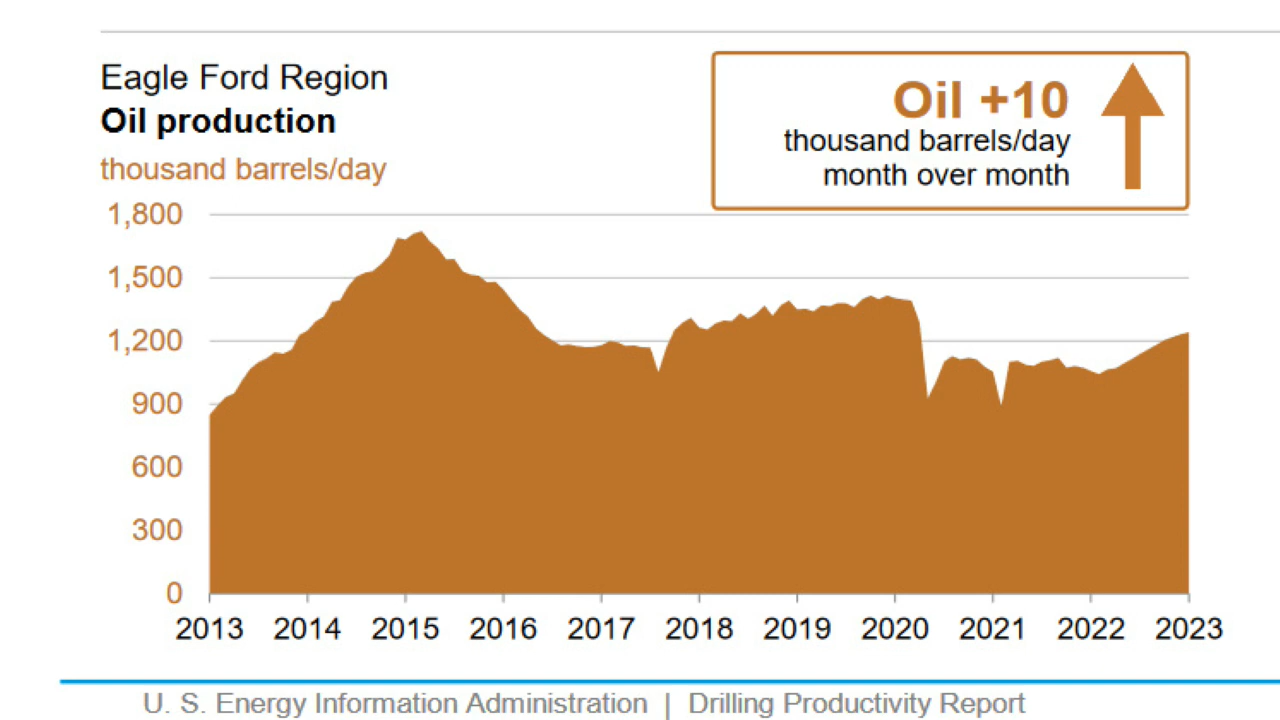 Eagle Ford Region
Oil production
thousand barrels/day
Oil +10
thousand barrels/day
month over month
1,800
1,500
1,200
900
600
300
0
2013 2014 2015 2016 2017 2018 2019 2020 2021 2022 2023
U. S. Energy Information Administration | Drilling Productivity Report